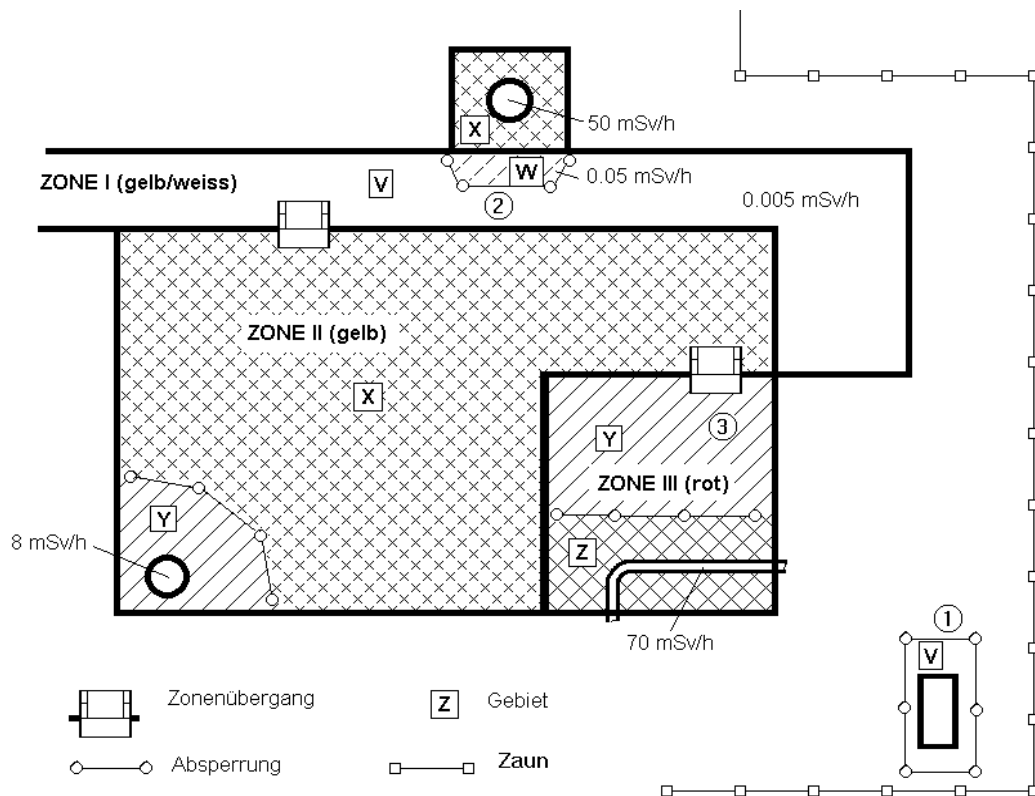 50 mSv/h
X
ZONE I (gelb/weiss)
V
W
0.05 mSv/h
2
0.005 mSv/h
ZONE II (gelb)
X
3
Y
ZONE III (rot)
Y
Z
8 mSv/h
70 mSv/h
1
V
Zonenübergang
Z Gebiet
Absperrung
Zaun